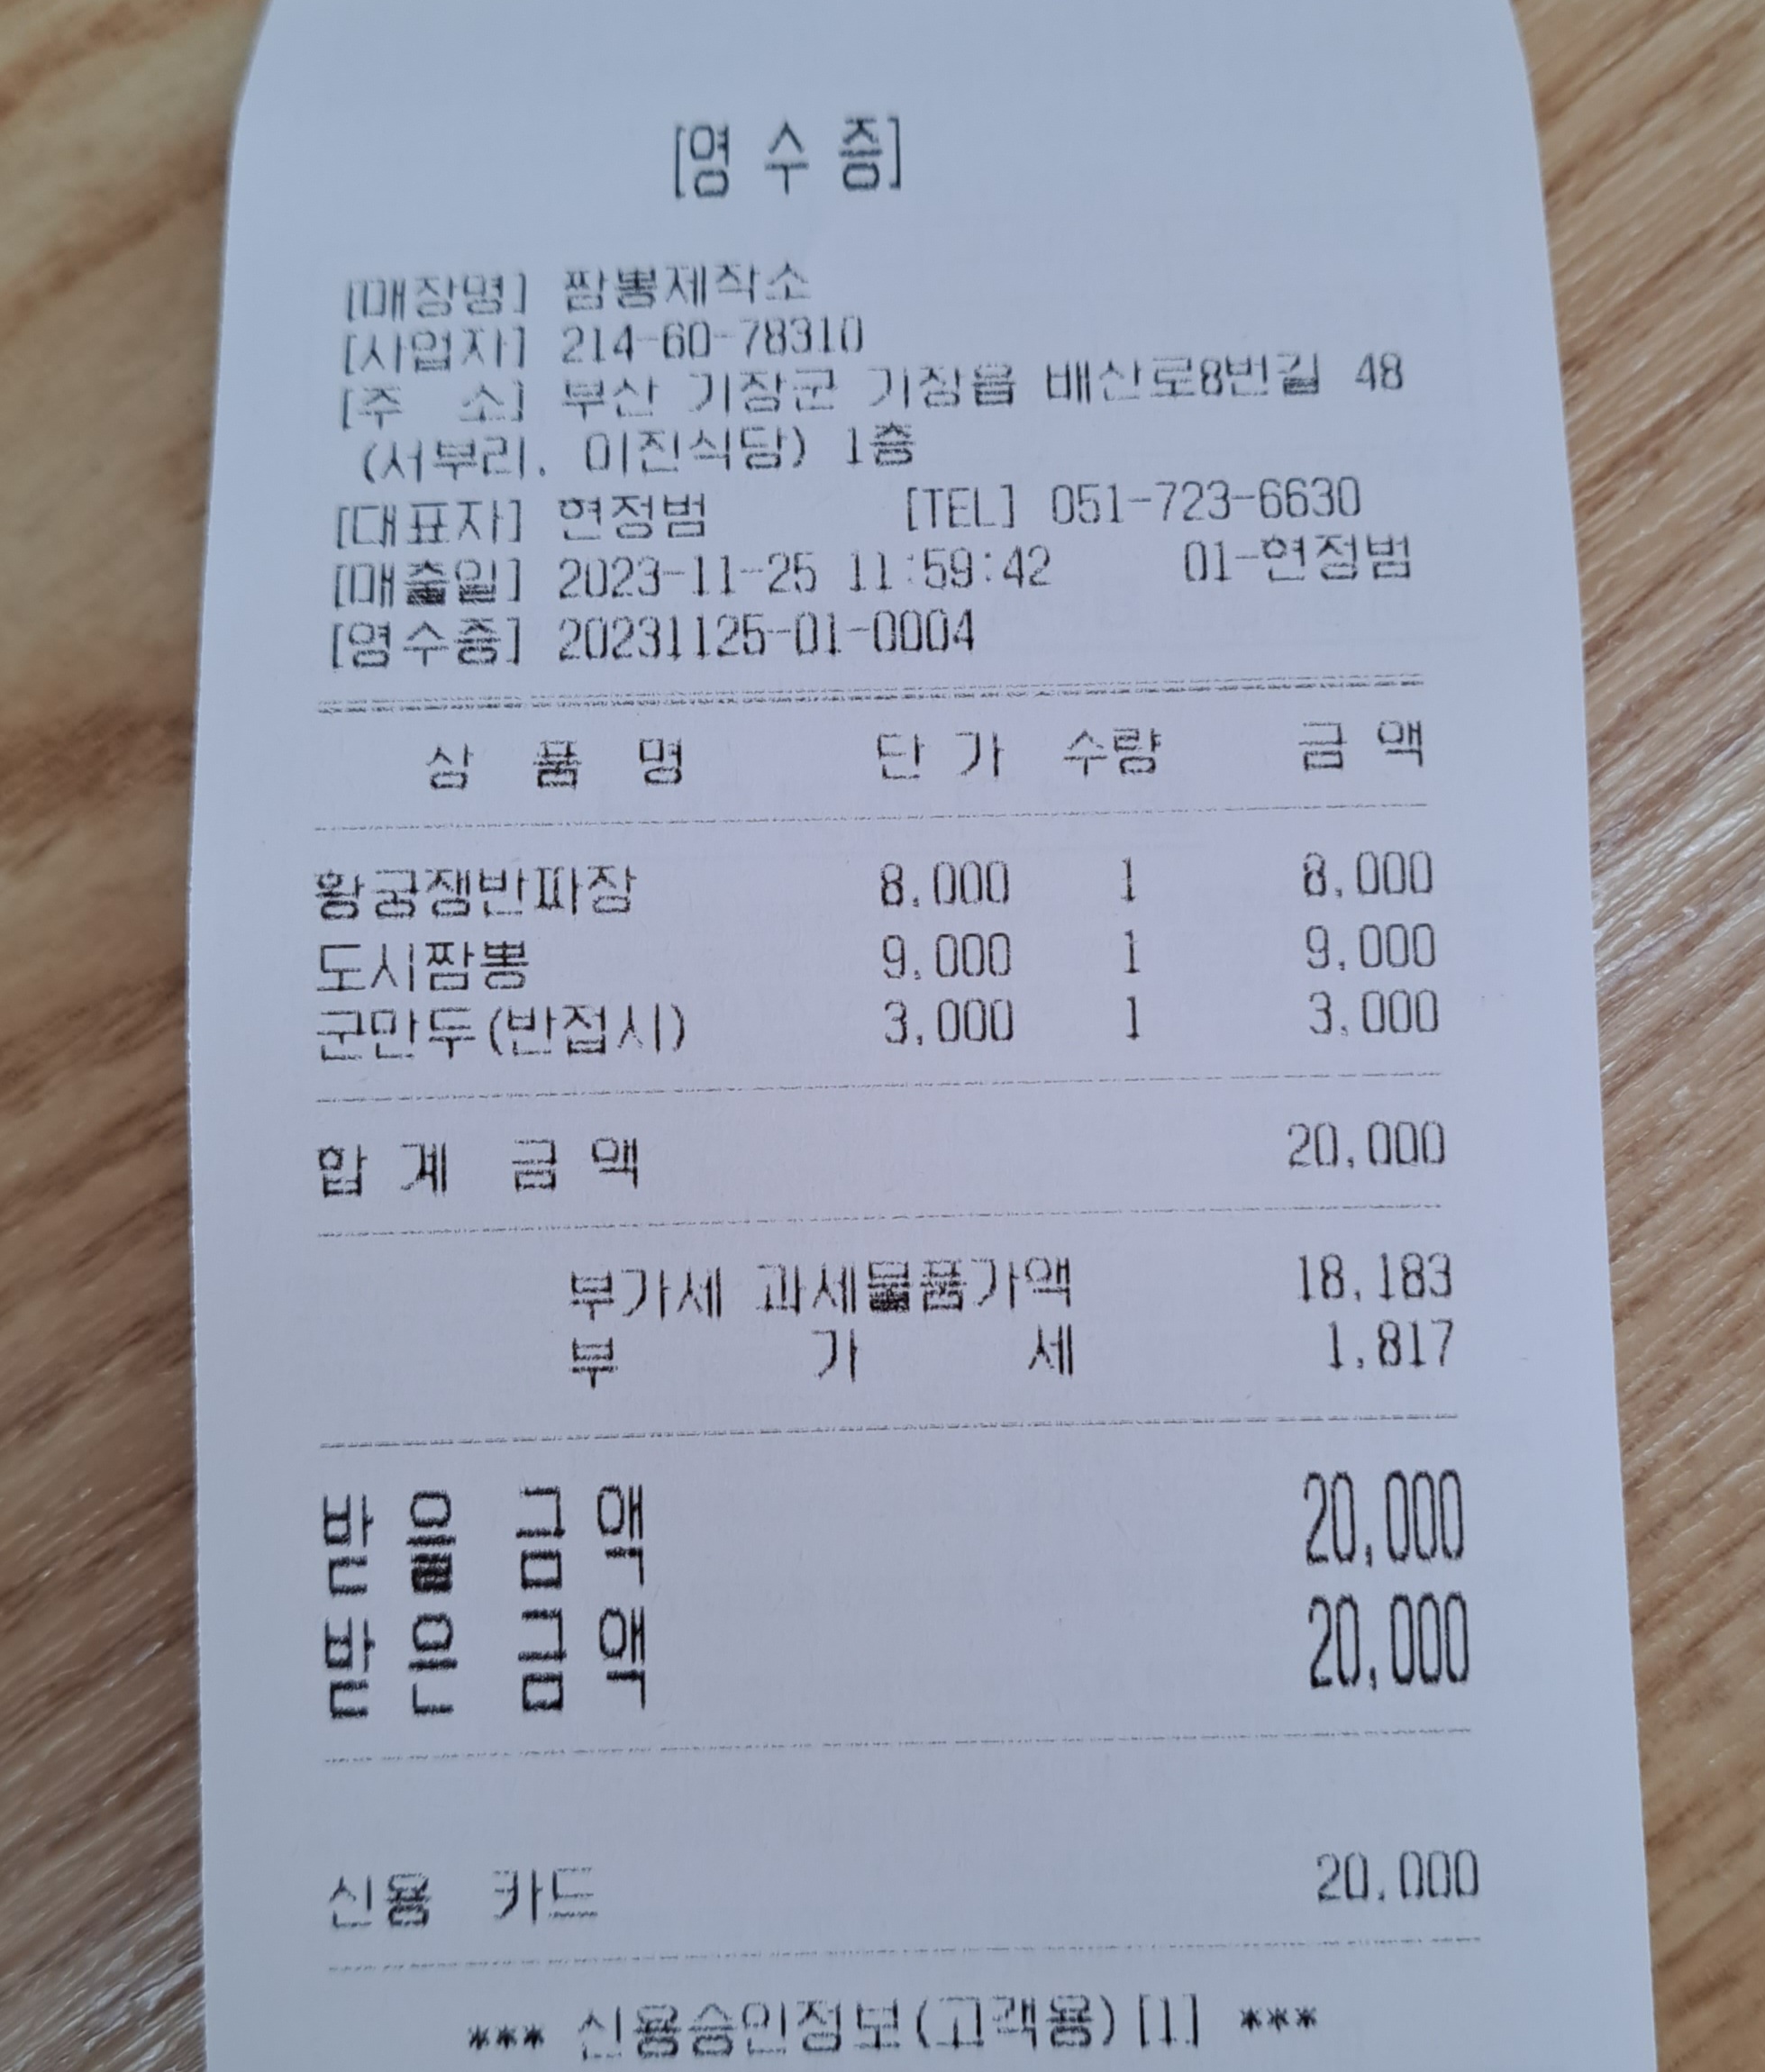 [영 수 증]
[매장명] 짬뽕제작소
[사업자] 214-60-78310
[주 소] 부산 기장군 기장읍 배산로8번길 48
(서부리, 이진식당) 1층
[대표자] 현정범 [TEL] 051-723-6630
[매출일] 2023-11-25 11:59:42 01-현정범
[영수증] 20231125-01-0004
상 품 명 단 가 수량 금 액
황궁쟁반짜장 8,000 1 8,000
도시짬뽕 9,000 1 9,000
군만두(반접시) 3,000 1 3,000
합 계 금 액 20,000
부가세 과세물품가액 18,183
부 가 세 1,817
받 을 금 액 20,000
받 은 금 액 20,000
신용 카드 20,000
*** 신용승인정보(고객용)[1] ***